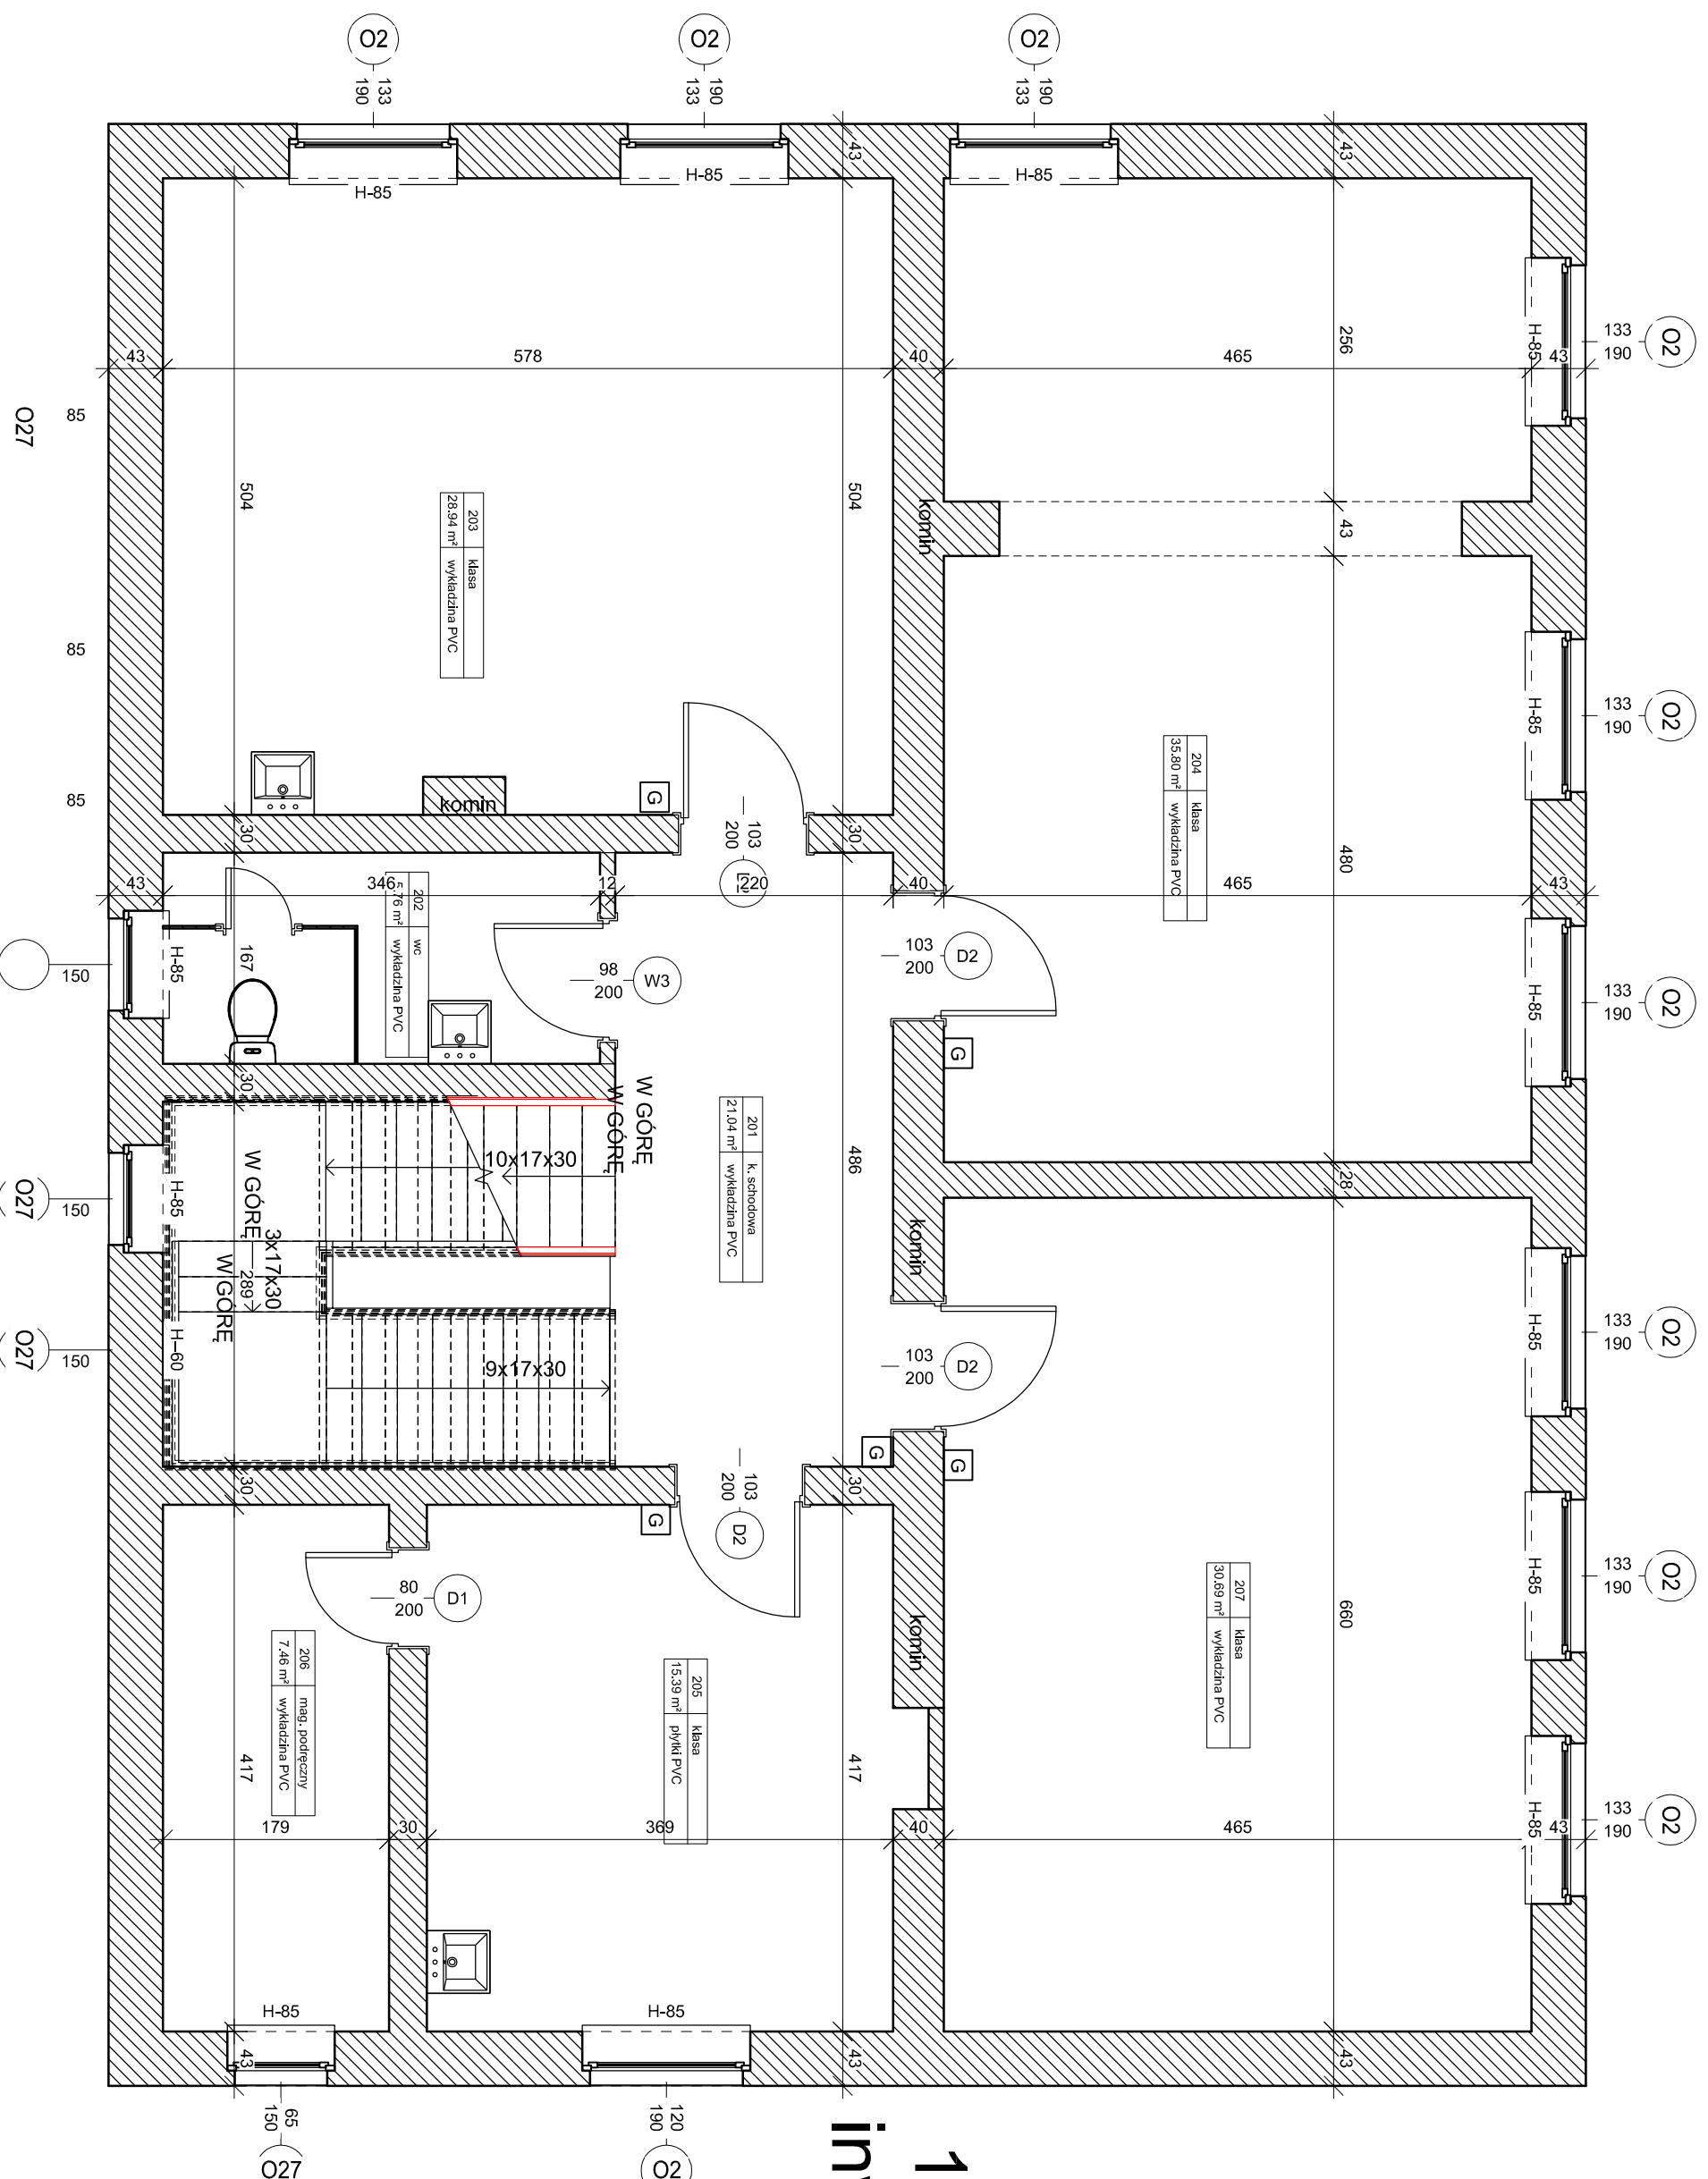 O2
O2
O2
133
190
190
133
190
133
43
43
H-85
H-85
H-85
256
133
190
O2
H-85
43
578
40
465
43
O27
85
504
504
komin
43
203 klasa
28.94 m² wykładzina PVC
85
H-85
133
190
O2
204 klasa
35.80 m² wykładzina PVC
85
komin
G
103
200
30
30
480
43
346
12
220
40
465
43
202 wc
5.76 m² wykładzina PVC
167
H-85
150
98
200
W3
103
200
D2
H-85
133
190
O2
G
30
W GÓRĘ
W GÓRĘ
201 k. schodowa
21.04 m² wykładzina PVC
486
28
10x17x30
W GÓRĘ
H-85
150
O27
3x17x30
289
W GÓRĘ
komin
H-60
150
O27
9x17x30
103
200
D2
H-85
133
190
O2
G
G
30
103
200
D2
30
G
80
200
D1
H-85
133
190
O2
207 klasa
30.69 m² wykładzina PVC
660
komin
206 mag. podręczny
7.46 m² wykładzina PVC
205 klasa
15.39 m² płytki PVC
417
417
179
30
369
40
465
43
H-85
133
190
O2
H-85
H-85
43
43
43
65
150
O27
120
190
O2
1